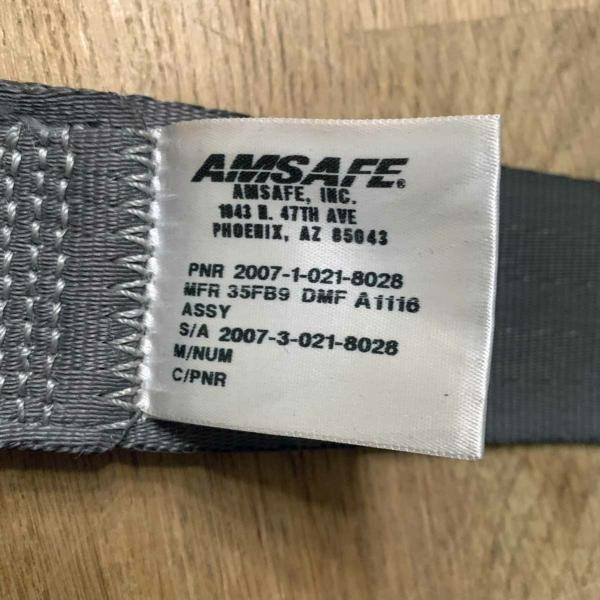 AMSAFE®
AMSAFE, INC.
1043 N. 47TH AVE
PHOENIX, AZ 85043
PNR 2007-1-021-8028
MFR 35FB9 DMF A1116
ASSY
S/A 2007-3-021-8028
M/NUM
C/PNR